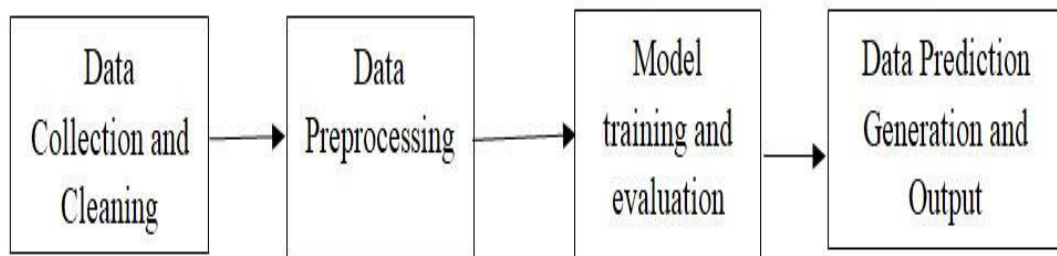 Data
Collection and
Cleaning
Data
Preprocessing
Model
training and
evaluation
Data Prediction
Generation and
Output